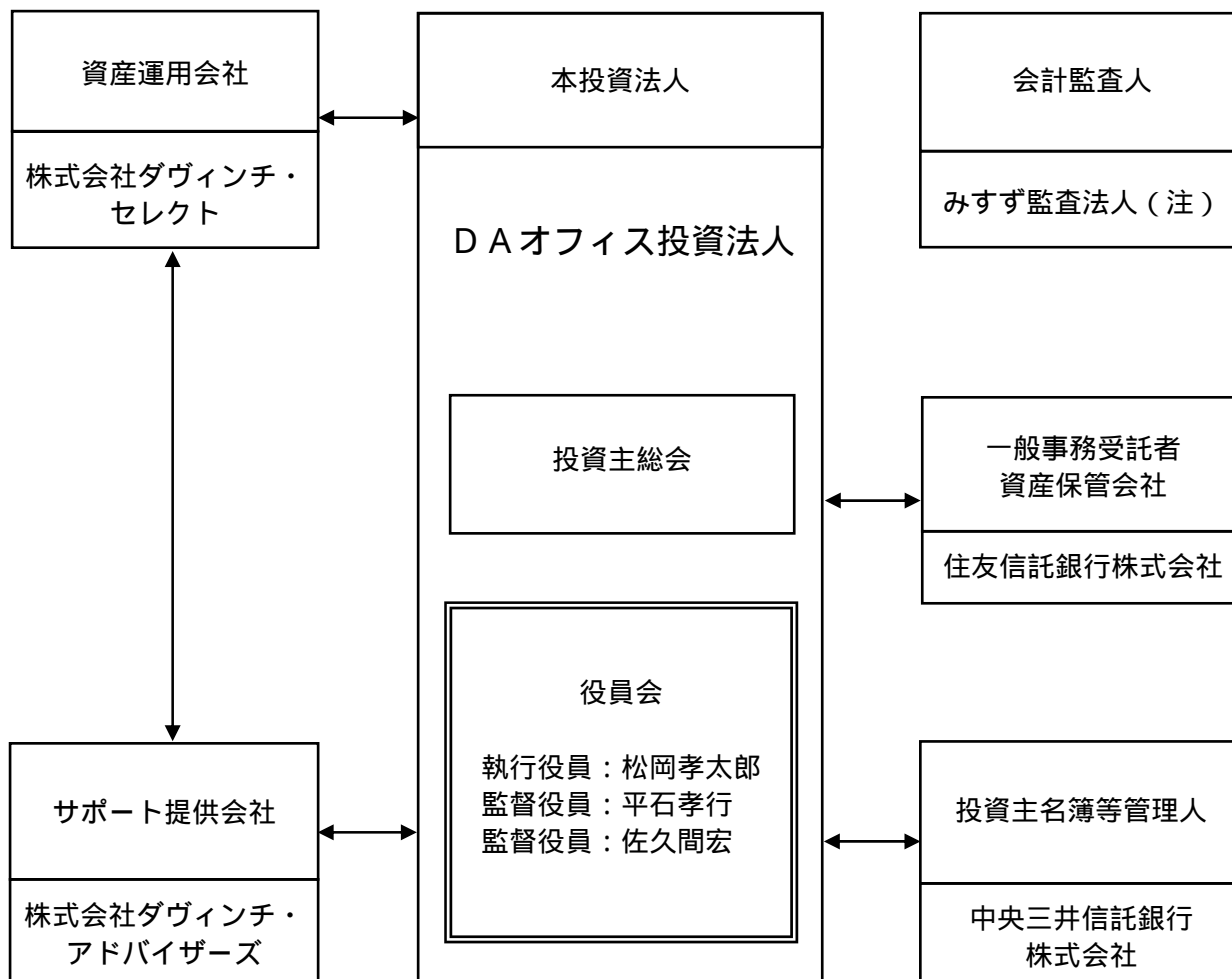 資産運用会社
株式会社ダヴィンチ・
セレクト
本投資法人
ＤＡオフィス投資法人
会計監査人
みすず監査法人（注）
投資主総会
一般事務受託者
資産保管会社
住友信託銀行株式会社
役員会
執行役員：松岡孝太郎
監督役員：平石孝行
監督役員：佐久間宏
サポート提供会社
株式会社ダヴィンチ・
アドバイザーズ
投資主名簿等管理人
中央三井信託銀行
株式会社